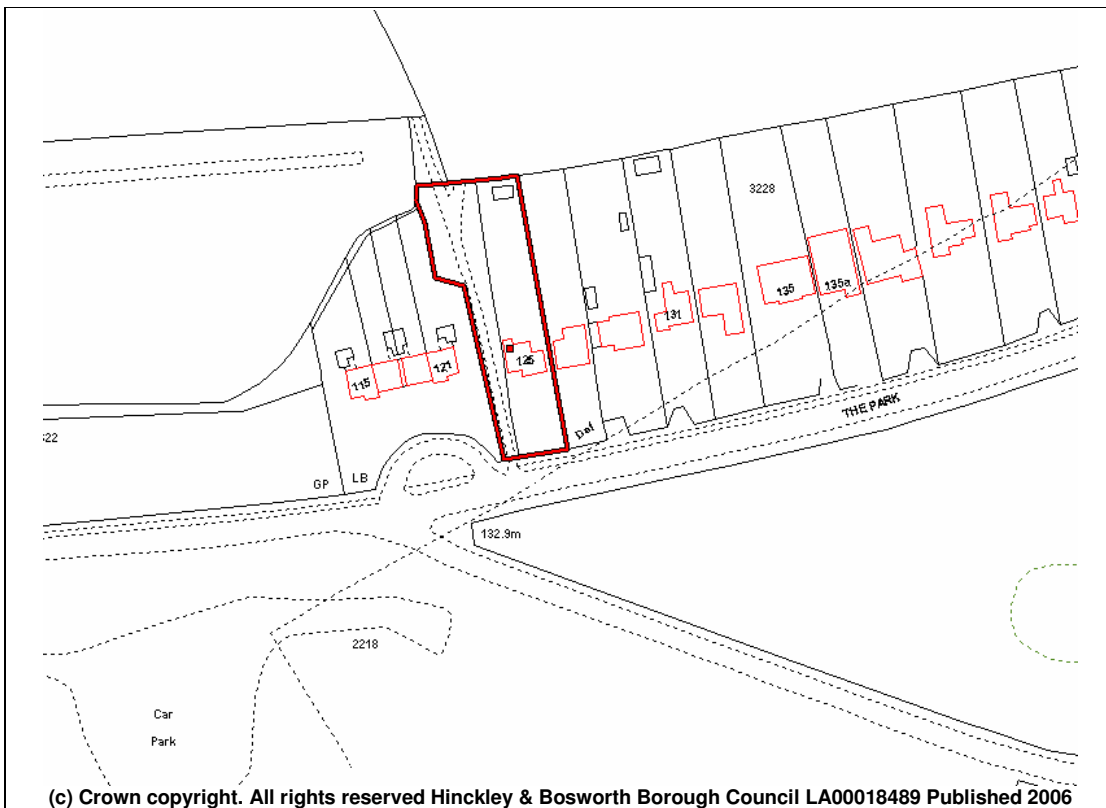 3228
135
135a
131
125
121
115
THE PARK
Def
522
GP
LB
132.9m
2218
Car
Park
(c) Crown copyright. All rights reserved Hinckley & Bosworth Borough Council LA00018489 Published 2006